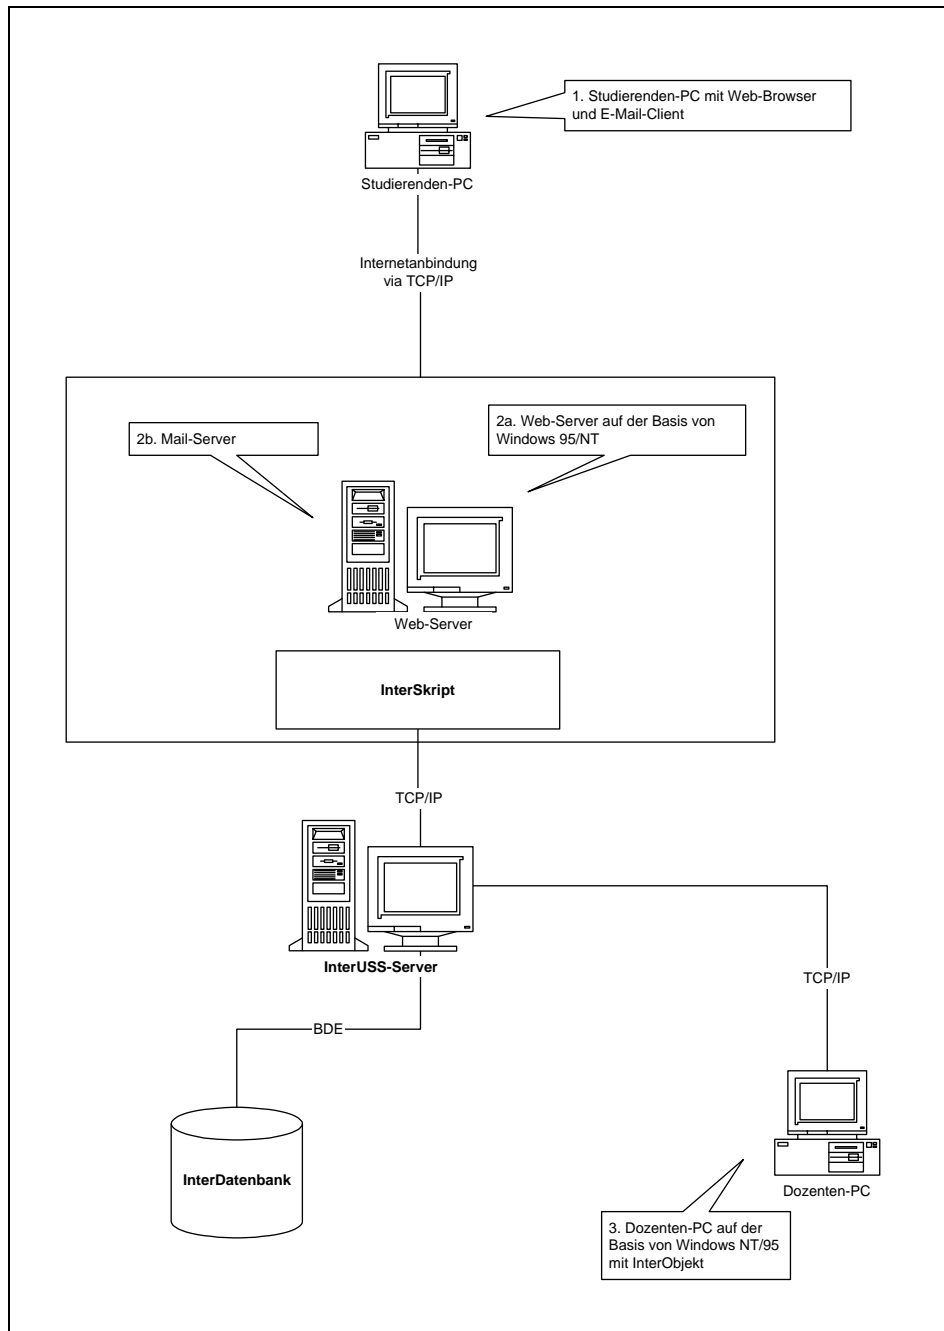 1. Studierenden-PC mit Web-Browser
und E-Mail-Client
Studierenden-PC
Internetanbindung
via TCP/IP
2b. Mail-Server
2a. Web-Server auf der Basis von
Windows 95/NT
Web-Server
InterSkript
TCP/IP
InterUSS-Server
TCP/IP
BDE
InterDatenbank
Dozenten-PC
3. Dozenten-PC auf der
Basis von Windows NT/95
mit InterObjekt